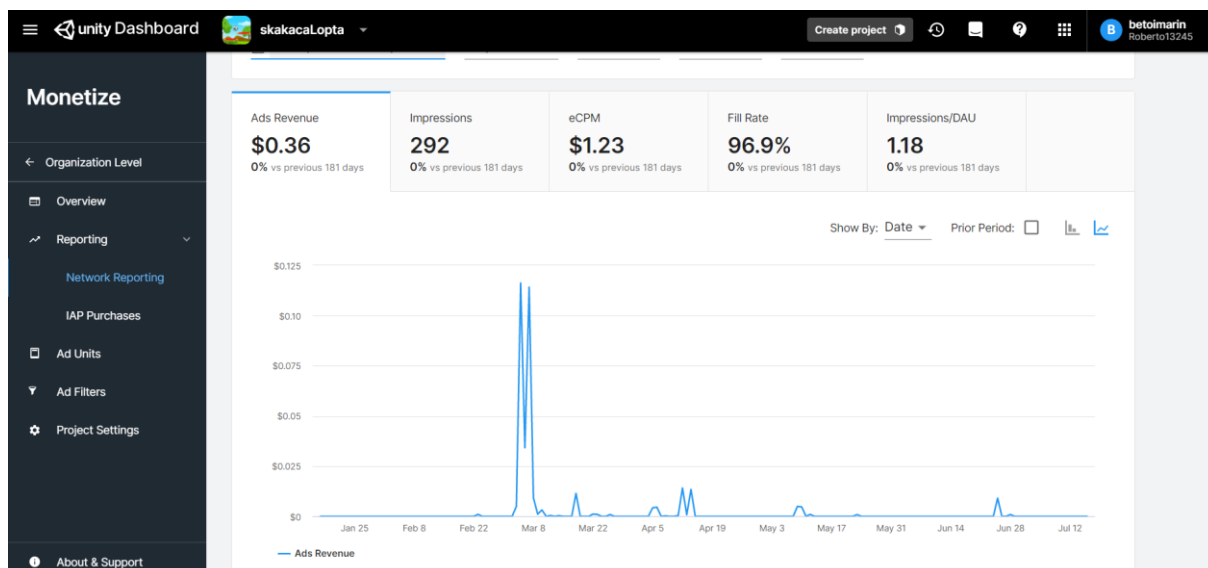 unity Dashboard
skakacaLopta
Create project
B
betoimarin
Roberto13245
Monetize
Organization Level
Overview
Reporting
Network Reporting
IAP Purchases
Ad Units
Ad Filters
Project Settings
About & Support
Ads Revenue
$0.36
0% vs previous 181 days
Impressions
292
0% vs previous 181 days
eCPM
$1.23
0% vs previous 181 days
Fill Rate
96.9%
0% vs previous 181 days
Impressions/DAU
1.18
0% vs previous 181 days
Show By: Date
Prior Period:
$0.125
$0.10
$0.075
$0.05
$0.025
$0
Jan 25 Feb 8 Feb 22 Mar 8 Mar 22 Apr 5 Apr 19 May 3 May 17 May 31 Jun 14 Jun 28 Jul 12
Ads Revenue